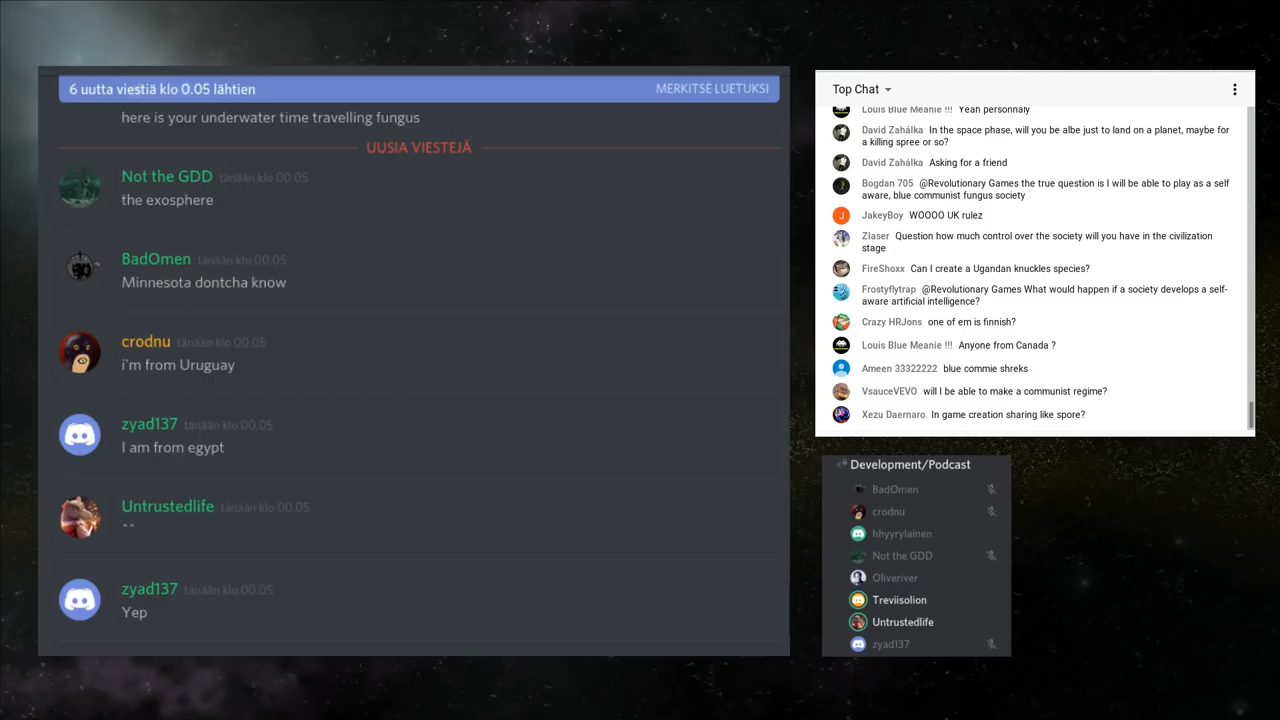 6 uutta viestiä klo 0.05 lähtien
MERKITSE LUETUKSI
here is your underwater time travelling fungus
UUSIA VIESTEJÄ
Not the GDD tänään klo 00.05
the exosphere
BadOmen tänään klo 00.05
Minnesota dontcha know
crodnu tänään klo 00.05
i'm from Uruguay
zyad137 tänään klo 00.05
I am from egypt
Untrustedlife tänään klo 00.05
^^
zyad137 tänään klo 00.05
Yep
Top Chat
Louis Blue Meanie !!! Yeah personnaly
David Zahálka In the space phase, will you be albe just to land on a planet, maybe for
a killing spree or so?
David Zahálka Asking for a friend
Bogdan 705 @Revolutionary Games the true question is I will be able to play as a self
aware, blue communist fungus society
J
JakeyBoy WOOOO UK rulez
Zlaser Question how much control over the society will you have in the civilization
stage
FireShoxx Can I create a Ugandan knuckles species?
Frostyflytrap @Revolutionary Games What would happen if a society develops a self-
aware artificial intelligence?
Crazy HRJons one of em is finnish?
Louis Blue Meanie !!! Anyone from Canada ?
Ameen 33322222 blue commie shreks
VsauceVEVO will I be able to make a communist regime?
Xezu Daernaro In game creation sharing like spore?
Development/Podcast
BadOmen
crodnu
hhyyrylainen
Not the GDD
Oliveriver
Treviisolion
Untrustedlife
zyad137